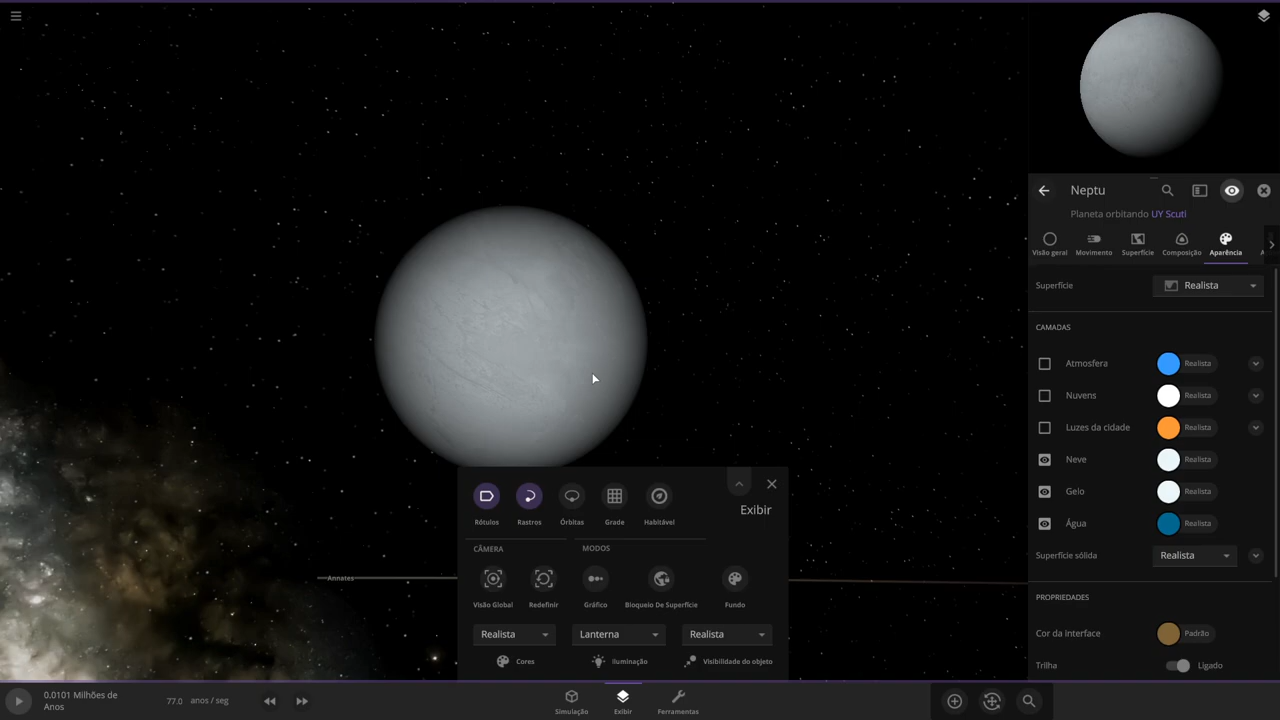 Neptu
Planeta orbitando UY Scuti
Visão geral
Movimento
Superfície
Composição
Aparência
Superfície
Realista
CAMADAS
Atmosfera
Realista
Nuvens
Realista
Luzes da cidade
Realista
Neve
Realista
Gelo
Realista
Água
Realista
Superfície sólida
Realista
PROPRIEDADES
Cor da Interface
Padrão
Trilha
Ligado
Annates
Exibir
Rótulos
Rastros
Órbitas
Grade
Habitável
CÂMERA
MODOS
Visão Global
Redefinir
Gráfico
Bloqueio De Superfície
Fundo
Realista
Lanterna
Realista
Cores
Iluminação
Visibilidade do objeto
0.0101 Milhões de
Anos
77.0 anos / seg
Simulação
Exibir
Ferramentas